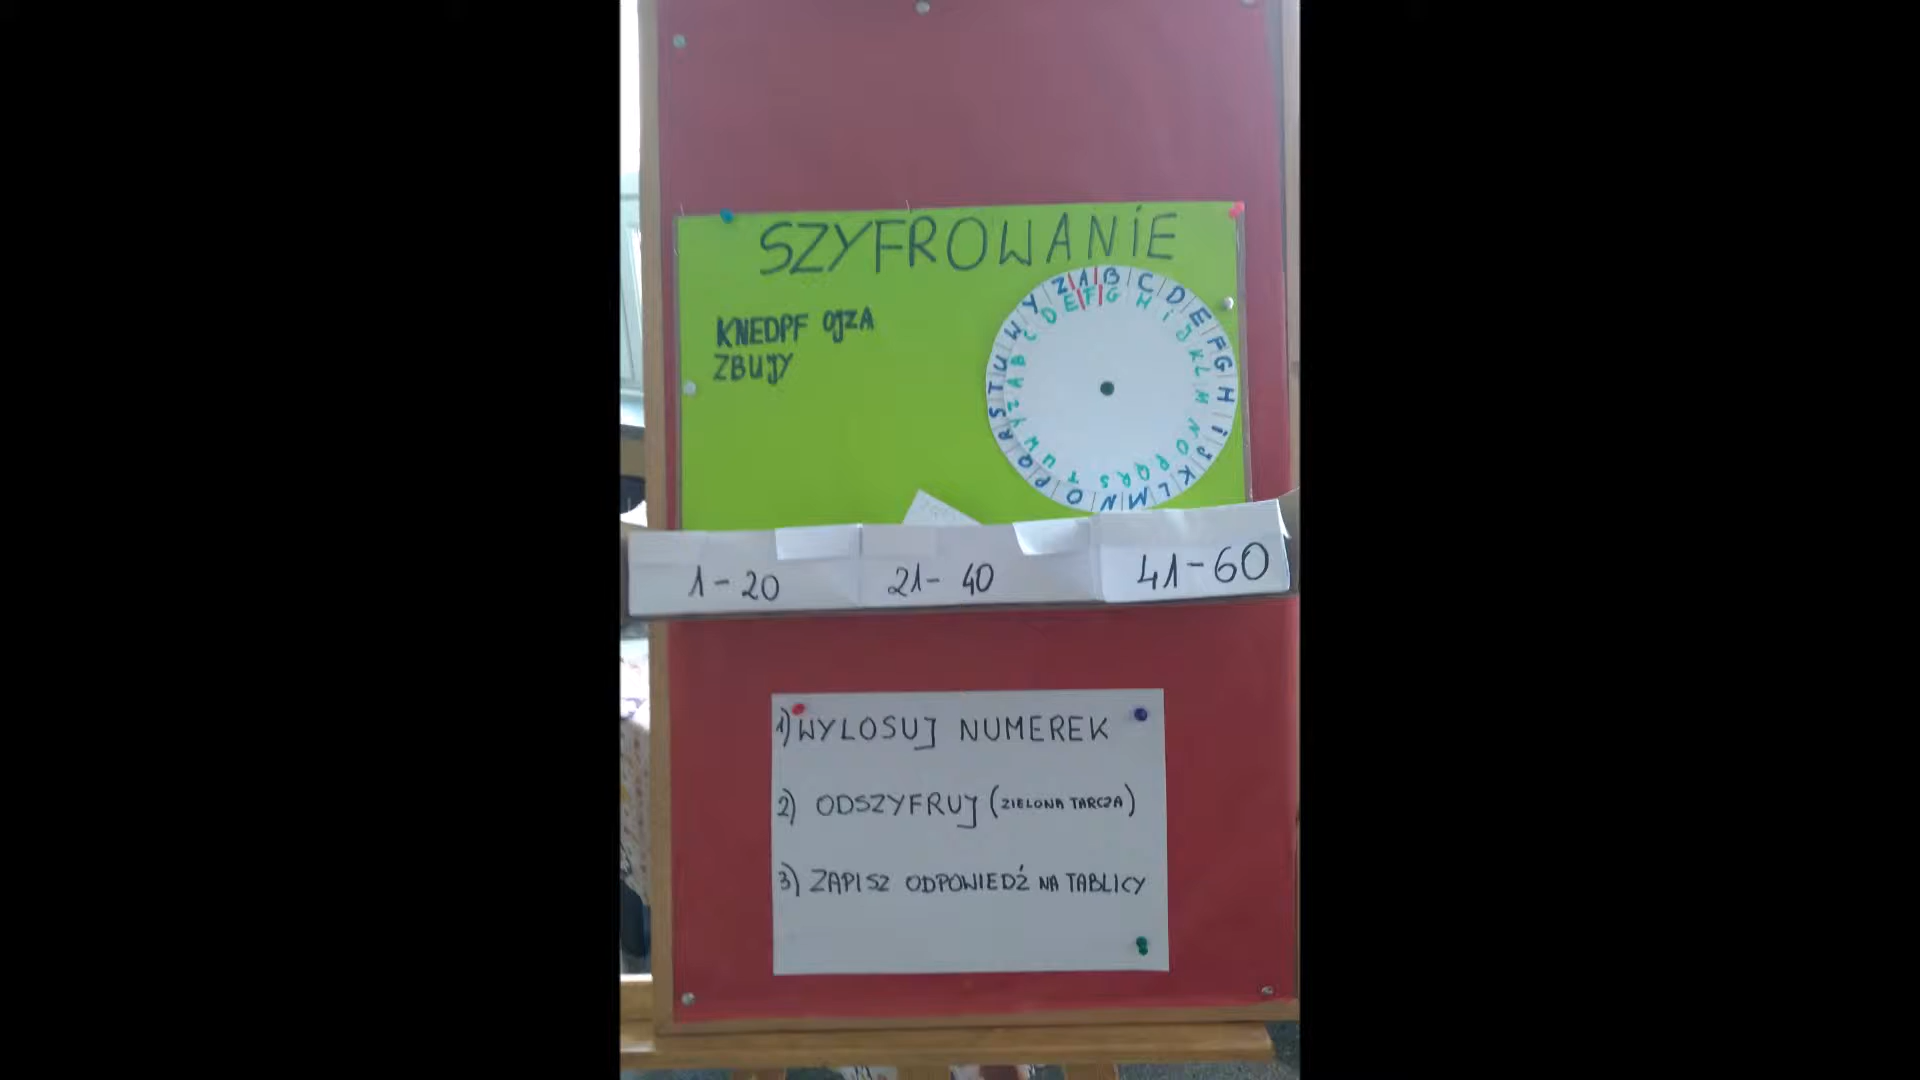 SZYFROWANIE
KNEDPF OJZA
ZBUJY
Z A B C D E F G H i J K L M N O P Q R S T U W Y
E F G H i J K L M N O P Q R S T U W Y Z A B C D
1-20
21-40
41-60
1) WYLOSUJ NUMEREK
2) ODSZYFRUJ (ZIELONA TARCZA)
3) ZAPISZ ODPOWIEDŹ NA TABLICY